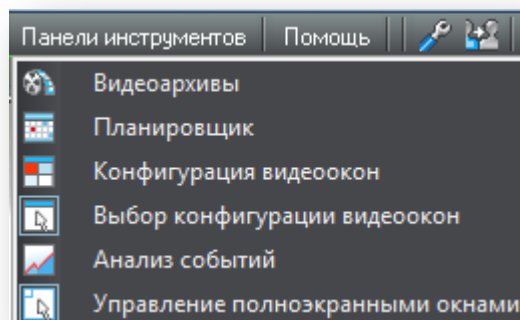 Панели инструментов Помощь
Видеоархивы
Планировщик
Конфигурация видеоокон
Выбор конфигурации видеоокон
Анализ событий
Управление полноэкранными окнами